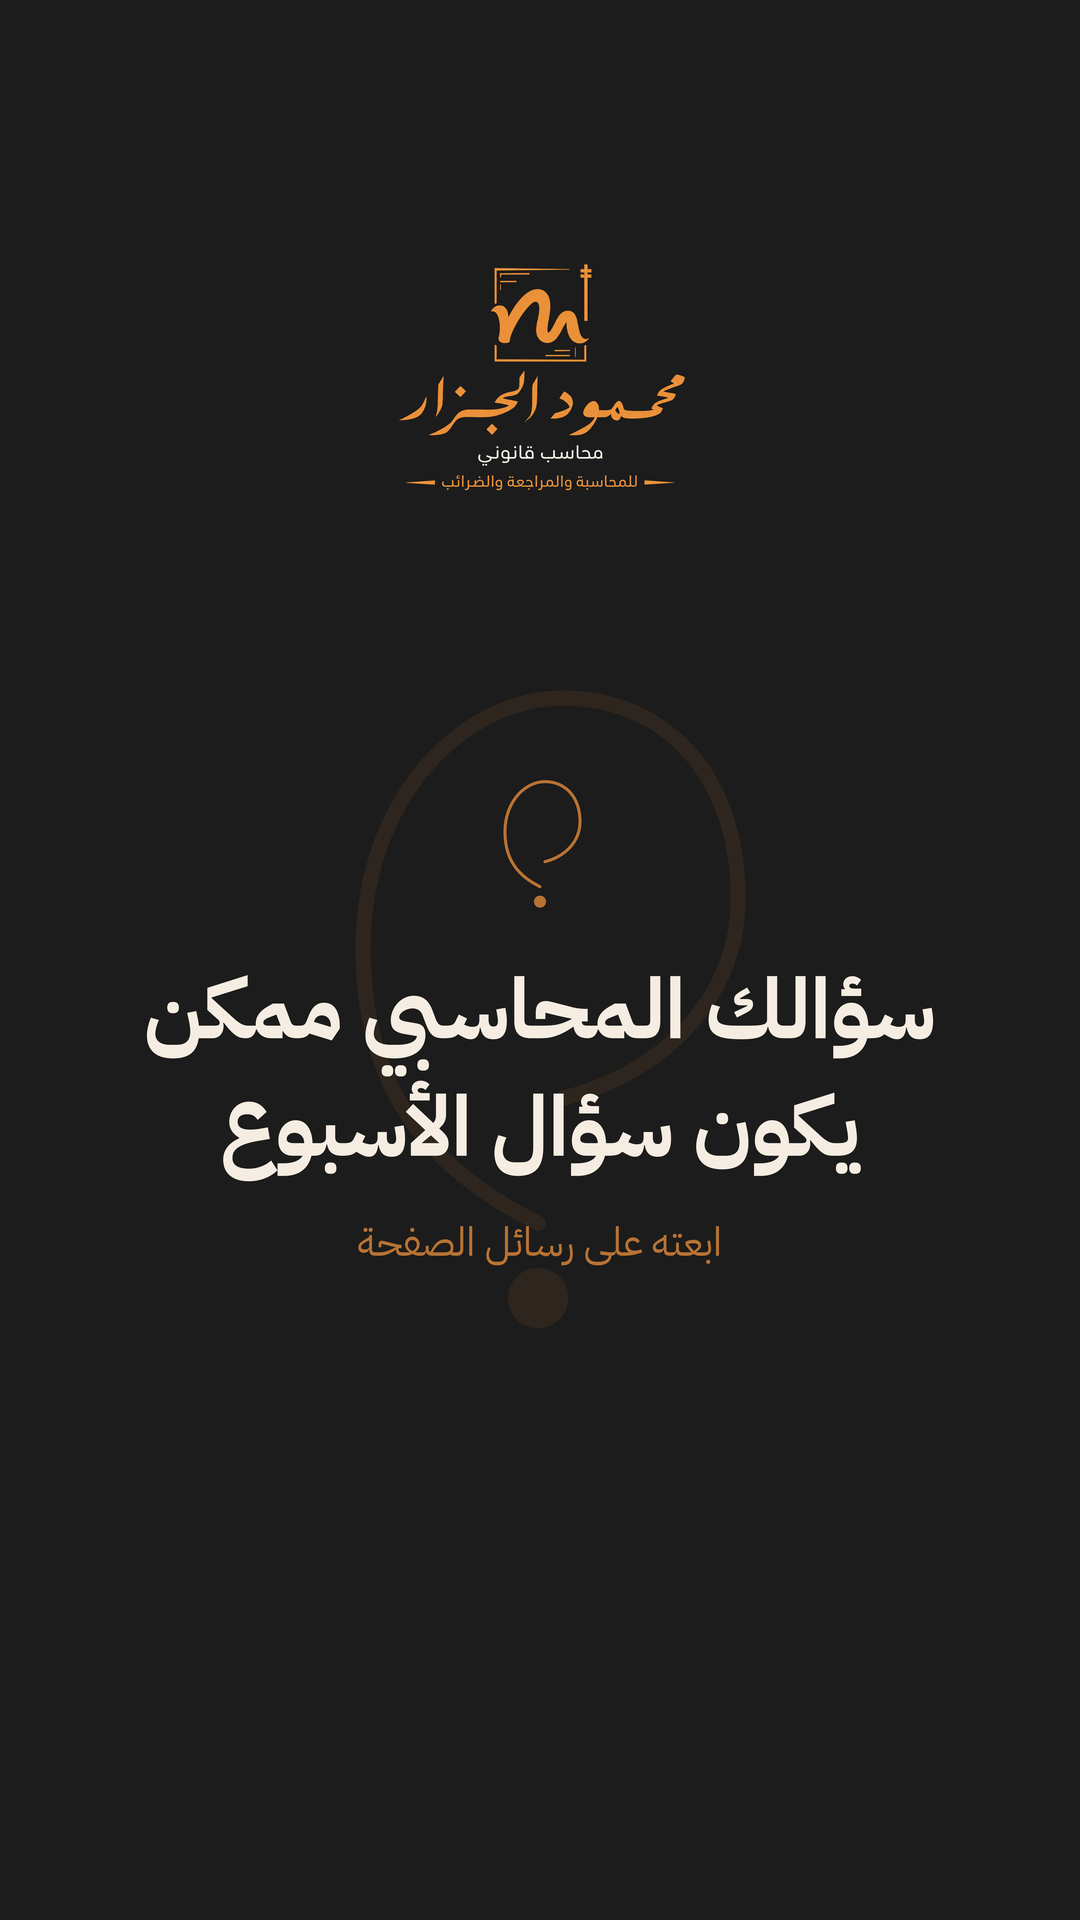 محمود الجزار
محاسب قانوني
للمحاسبة والمراجعة والضرائب
سؤالك المحاسبي ممكن
يكون سؤال الأسبوع
ابعته على رسائل الصفحة